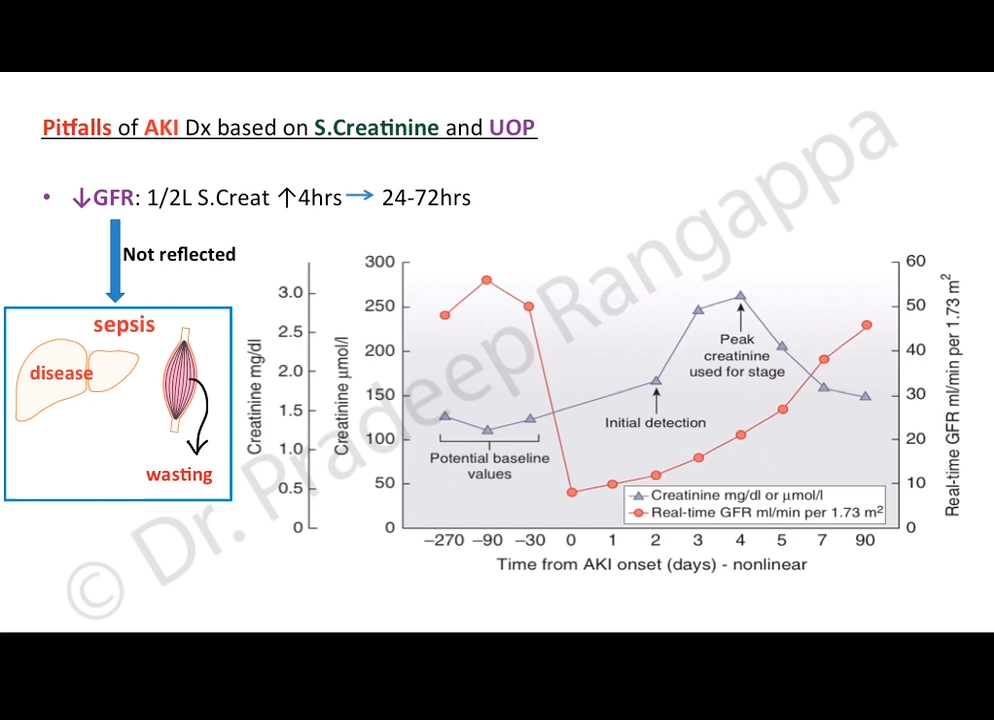 Pitfalls of AKI Dx based on S.Creatinine and UOP
• ↓GFR: 1/2L S.Creat ↑4hrs → 24-72hrs
Not reflected
sepsis
disease
wasting
Creatinine mg/dl
3.0
2.5
2.0
1.5
1.0
0.5
0
Creatinine µmol/l
300
250
200
150
100
50
0
Potential baseline
values
Initial detection
Peak
creatinine
used for stage
Creatinine mg/dl or µmol/l
Real-time GFR ml/min per 1.73 m²
60
50
40
30
20
10
0
Real-time GFR ml/min per 1.73 m²
−270 −90 −30 0 1 2 3 4 5 7 90
Time from AKI onset (days) - nonlinear
© Dr. Pradeep Rangappa